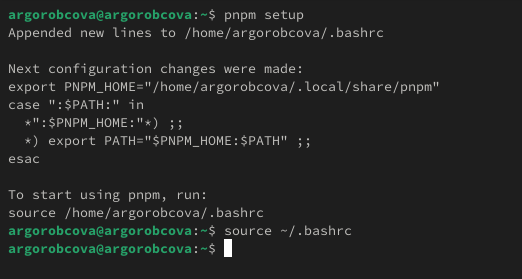 argorobcova@argorobcova:~$ pnpm setup
Appended new lines to /home/argorobcova/.bashrc
Next configuration changes were made:
export PNPM_HOME="/home/argorobcova/.local/share/pnpm"
case ":$PATH:" in
  *":$PNPM_HOME:"*) ;;
  *) export PATH="$PNPM_HOME:$PATH" ;;
esac
To start using pnpm, run:
source /home/argorobcova/.bashrc
argorobcova@argorobcova:~$ source ~/.bashrc
argorobcova@argorobcova:~$